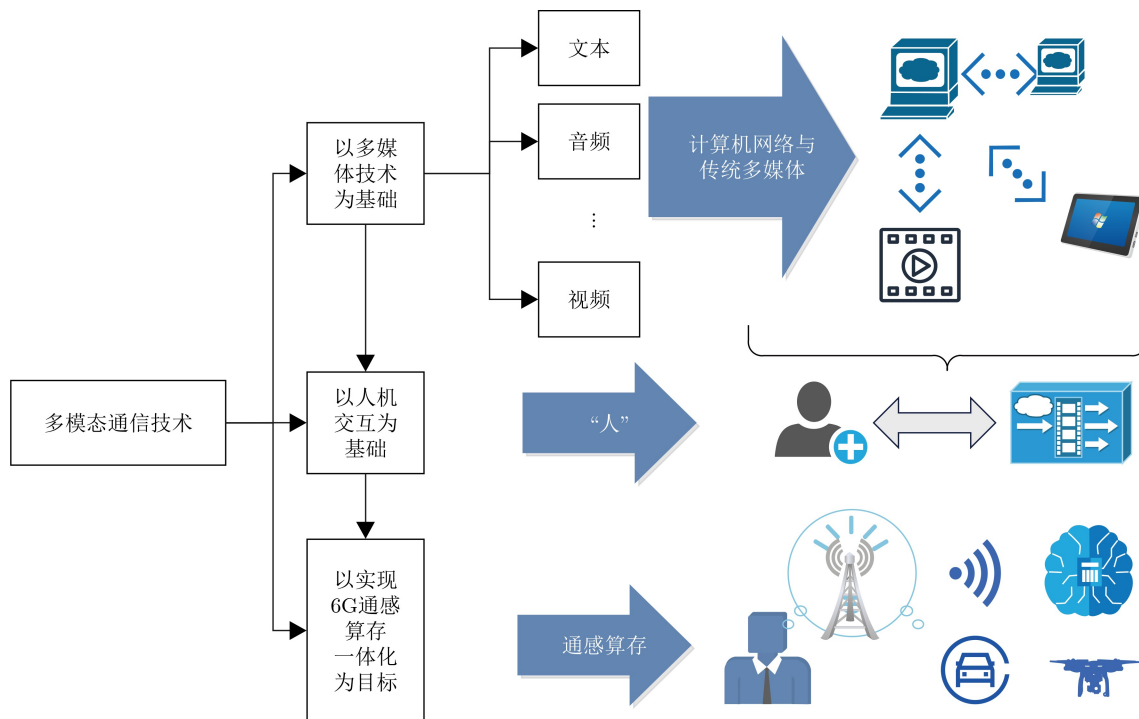 文本
音频
⋮
视频
以多媒
体技术
为基础
计算机网络与
传统多媒体
多模态通信技术
以人机
交互为
基础
“人”
以实现
6G通感
算存
一体化
为目标
通感算存